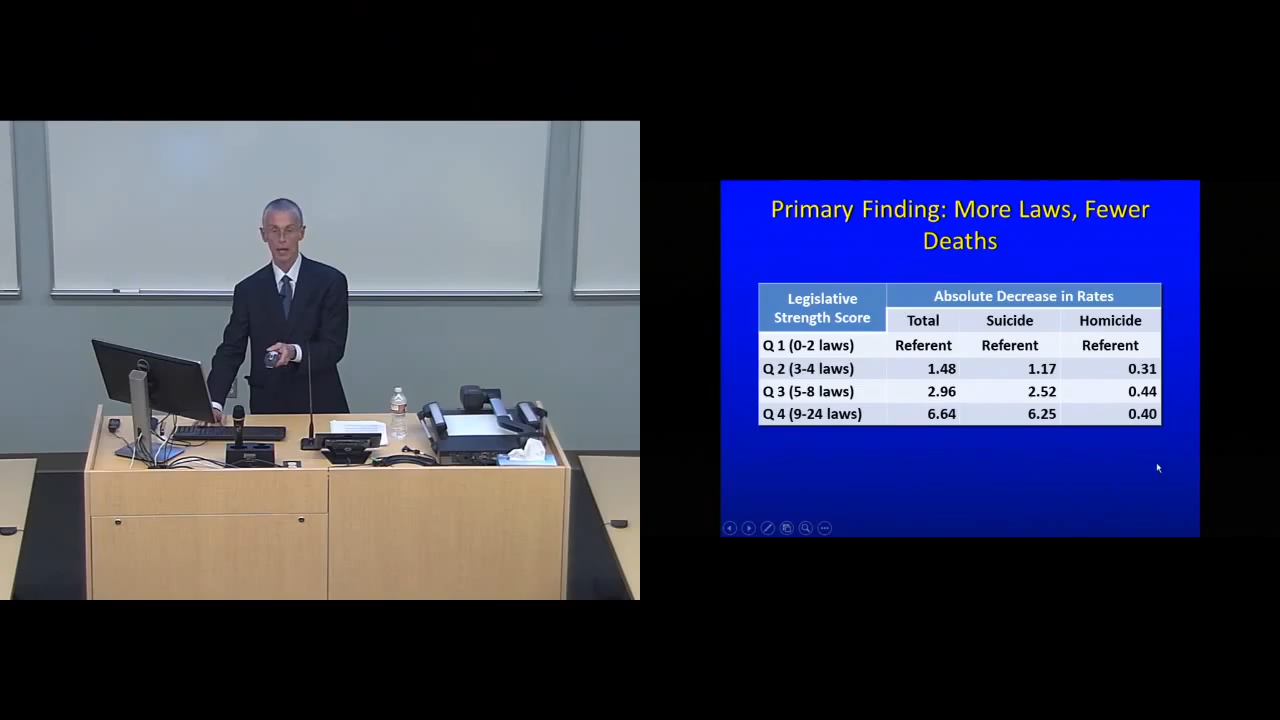 Primary Finding: More Laws, Fewer
Deaths
Legislative
Strength Score
Absolute Decrease in Rates
Total Suicide Homicide
Q 1 (0-2 laws) Referent Referent Referent
Q 2 (3-4 laws) 1.48 1.17 0.31
Q 3 (5-8 laws) 2.96 2.52 0.44
Q 4 (9-24 laws) 6.64 6.25 0.40